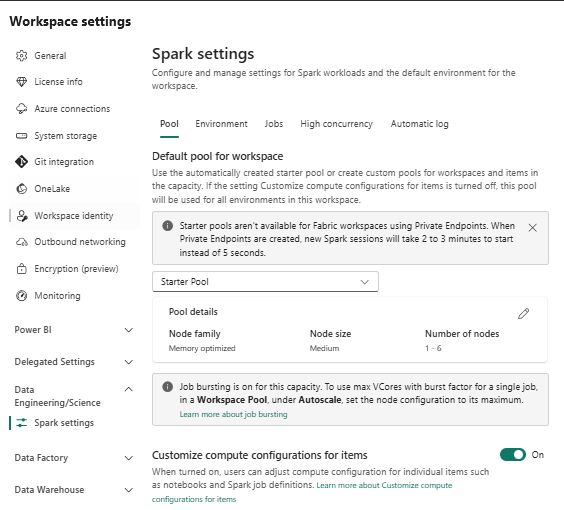 Workspace settings
General
License info
Azure connections
System storage
Git integration
OneLake
Workspace identity
Outbound networking
Encryption (preview)
Monitoring
Power BI
Delegated Settings
Data
Engineering/Science
Spark settings
Data Factory
Data Warehouse
Spark settings
Configure and manage settings for Spark workloads and the default environment for the
workspace.
Pool Environment Jobs High concurrency Automatic log
Default pool for workspace
Use the automatically created starter pool or create custom pools for workspaces and items in
the capacity. If the setting Customize compute configurations for items is turned off, this pool
will be used for all environments in this workspace.
Starter pools aren't available for Fabric workspaces using Private Endpoints. When
Private Endpoints are created, new Spark sessions will take 2 to 3 minutes to start
instead of 5 seconds.
Starter Pool
Pool details
Node family Node size Number of nodes
Memory optimized Medium 1 - 6
Job bursting is on for this capacity. To use max VCores with burst factor for a single job,
in a Workspace Pool, under Autoscale, set the node configuration to its maximum.
Learn more about job bursting
Customize compute configurations for items On
When turned on, users can adjust compute configuration for individual items such
as notebooks and Spark job definitions. Learn more about Customize compute
configurations for items